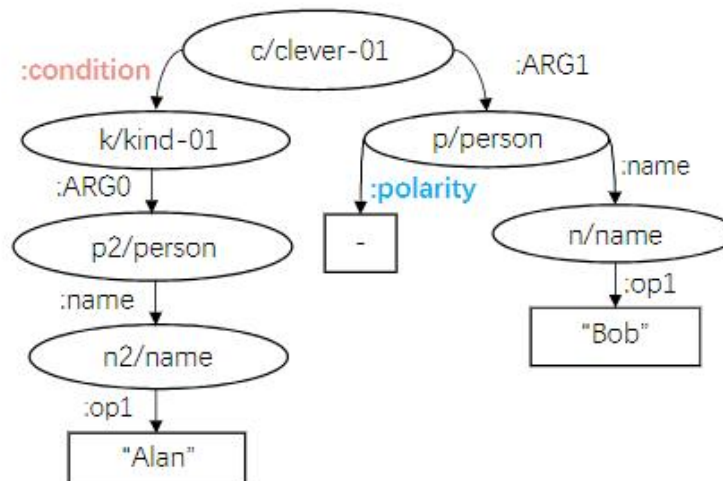 c/clever-01
:condition
:ARG1
k/kind-01
p/person
:ARG0
:polarity
:name
p2/person
-
n/name
:name
:op1
n2/name
"Bob"
:op1
"Alan"